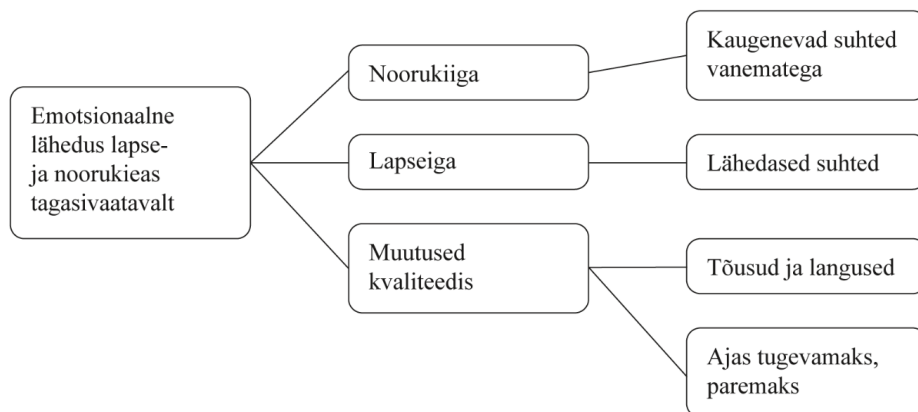 Emotsionaalne
lähedus lapse-
ja noorukieas
tagasivaatavalt
Noorukiiga
Kaugenevad suhted
vanematega
Lapseiga
Lähedased suhted
Muutused
kvaliteedis
Tõusud ja langused
Ajas tugevamaks,
paremaks